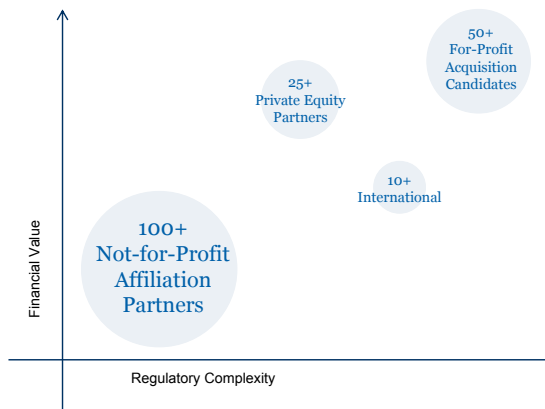 50+
For-Profit
Acquisition
Candidates
25+
Private Equity
Partners
10+
International
100+
Not-for-Profit
Affiliation
Partners
Financial Value
Regulatory Complexity